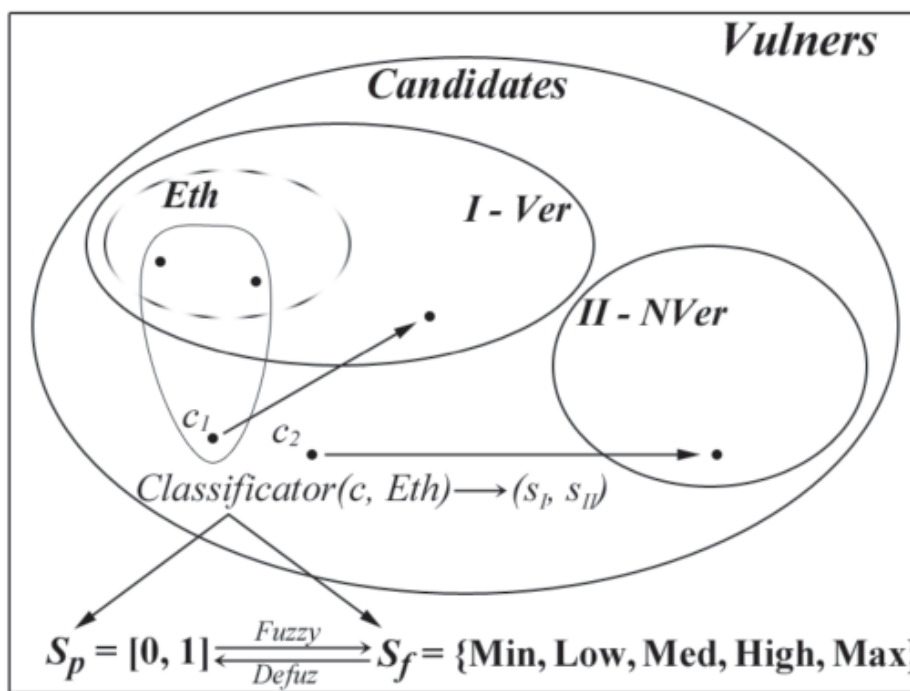 Vulners
Candidates
Eth
I - Ver
II - NVer
c1
c2
Classificator(c, Eth)→(sI, sII)
Fuzzy
Sp = [0, 1] Sf = {Min, Low, Med, High, Max}
Defuz